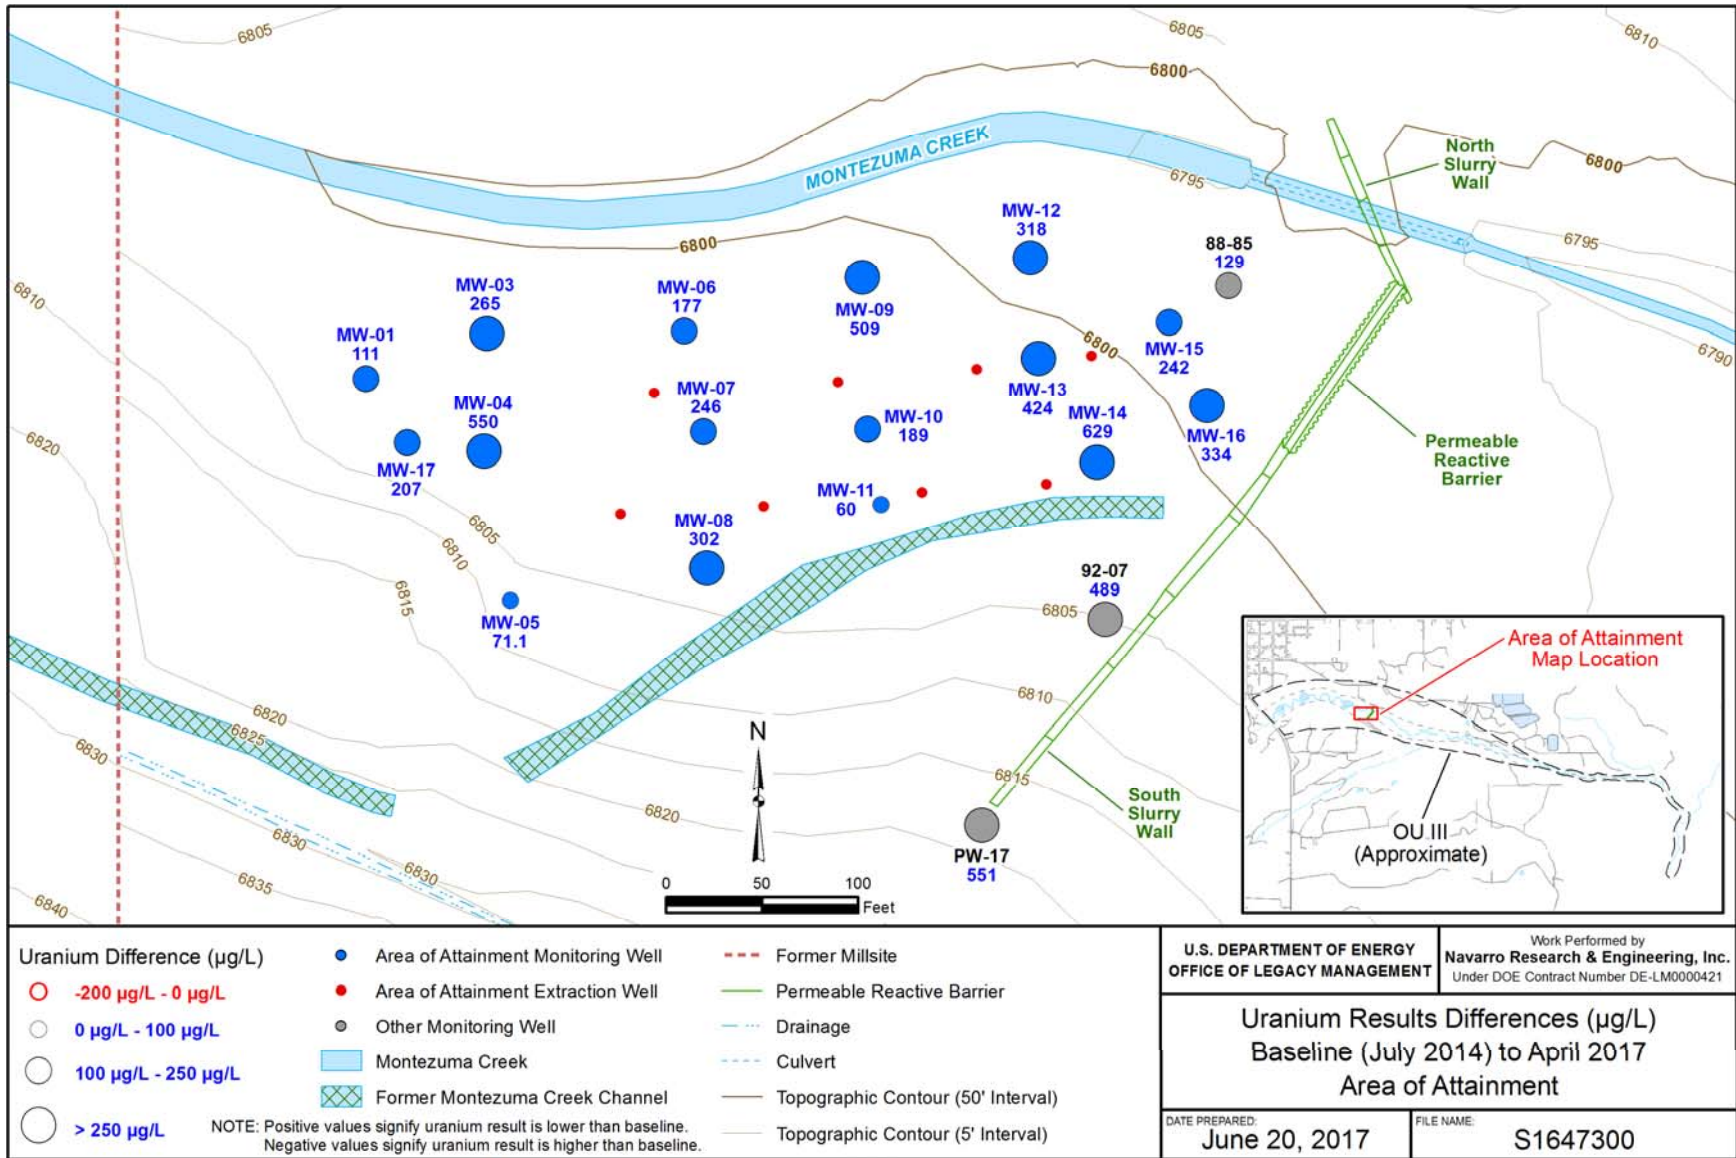 6805
6805
6810
6800
MONTEZUMA CREEK
North
Slurry
Wall
6800
6795
MW-12
318
6800
88-85
129
6795
6810
MW-03
265
MW-06
177
MW-09
509
MW-01
111
6800
MW-15
242
6790
MW-04
550
MW-07
246
MW-10
189
MW-13
424
MW-14
629
MW-16
334
Permeable
Reactive
Barrier
6820
MW-17
207
MW-11
60
6805
MW-08
302
6810
6815
92-07
489
6805
MW-05
71.1
Area of Attainment
Map Location
6810
6820
6825
6830
N
6815
South
Slurry
Wall
6820
OU III
(Approximate)
6830
PW-17
551
6830
6835
6840
0 50 100
Feet
Uranium Difference (µg/L)
-200 µg/L - 0 µg/L
0 µg/L - 100 µg/L
100 µg/L - 250 µg/L
> 250 µg/L
Area of Attainment Monitoring Well
Area of Attainment Extraction Well
Other Monitoring Well
Montezuma Creek
Former Montezuma Creek Channel
NOTE: Positive values signify uranium result is lower than baseline.
Negative values signify uranium result is higher than baseline.
Former Millsite
Permeable Reactive Barrier
Drainage
Culvert
Topographic Contour (50' Interval)
Topographic Contour (5' Interval)
U.S. DEPARTMENT OF ENERGY
OFFICE OF LEGACY MANAGEMENT
Work Performed by
Navarro Research & Engineering, Inc.
Under DOE Contract Number DE-LM0000421
Uranium Results Differences (µg/L)
Baseline (July 2014) to April 2017
Area of Attainment
DATE PREPARED:
June 20, 2017
FILE NAME:
S1647300